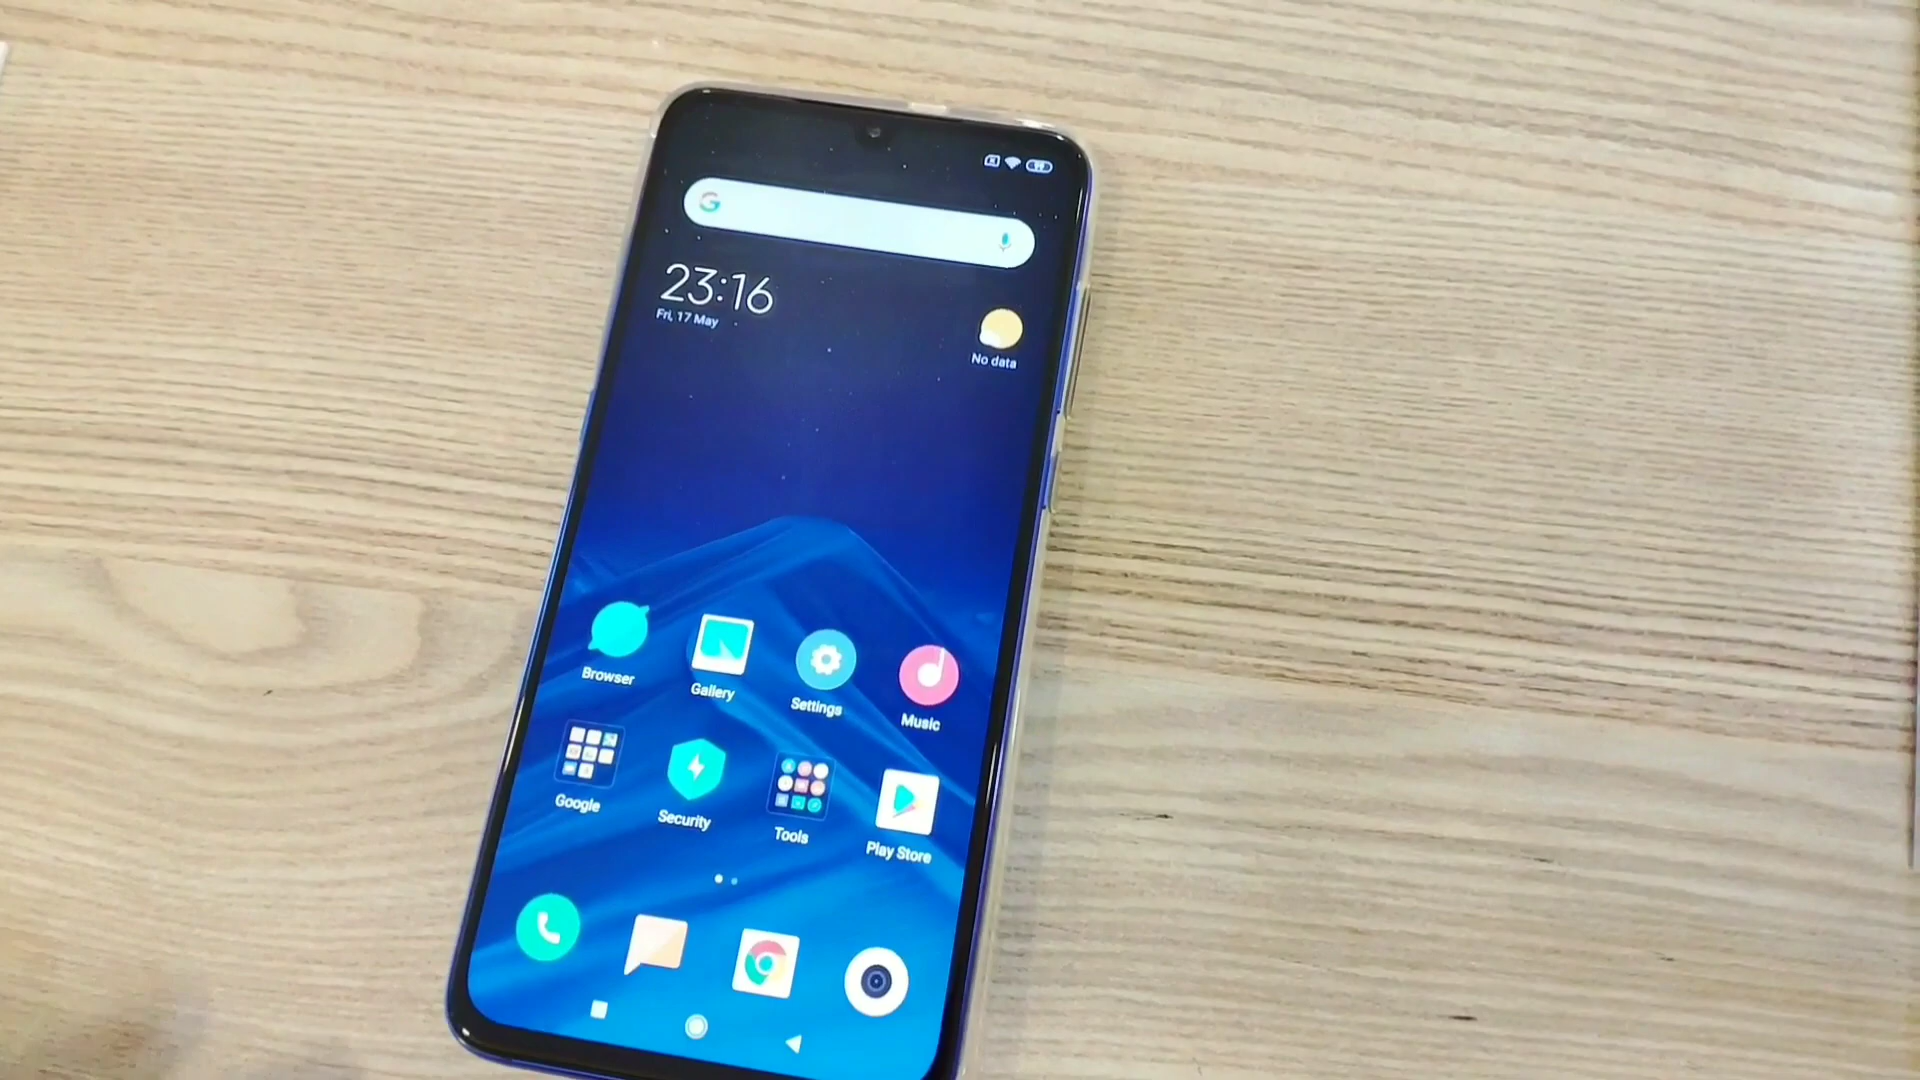 23:16
Fri, 17 May
No data
Browser
Gallery
Settings
Music
Google
Security
Tools
Play Store